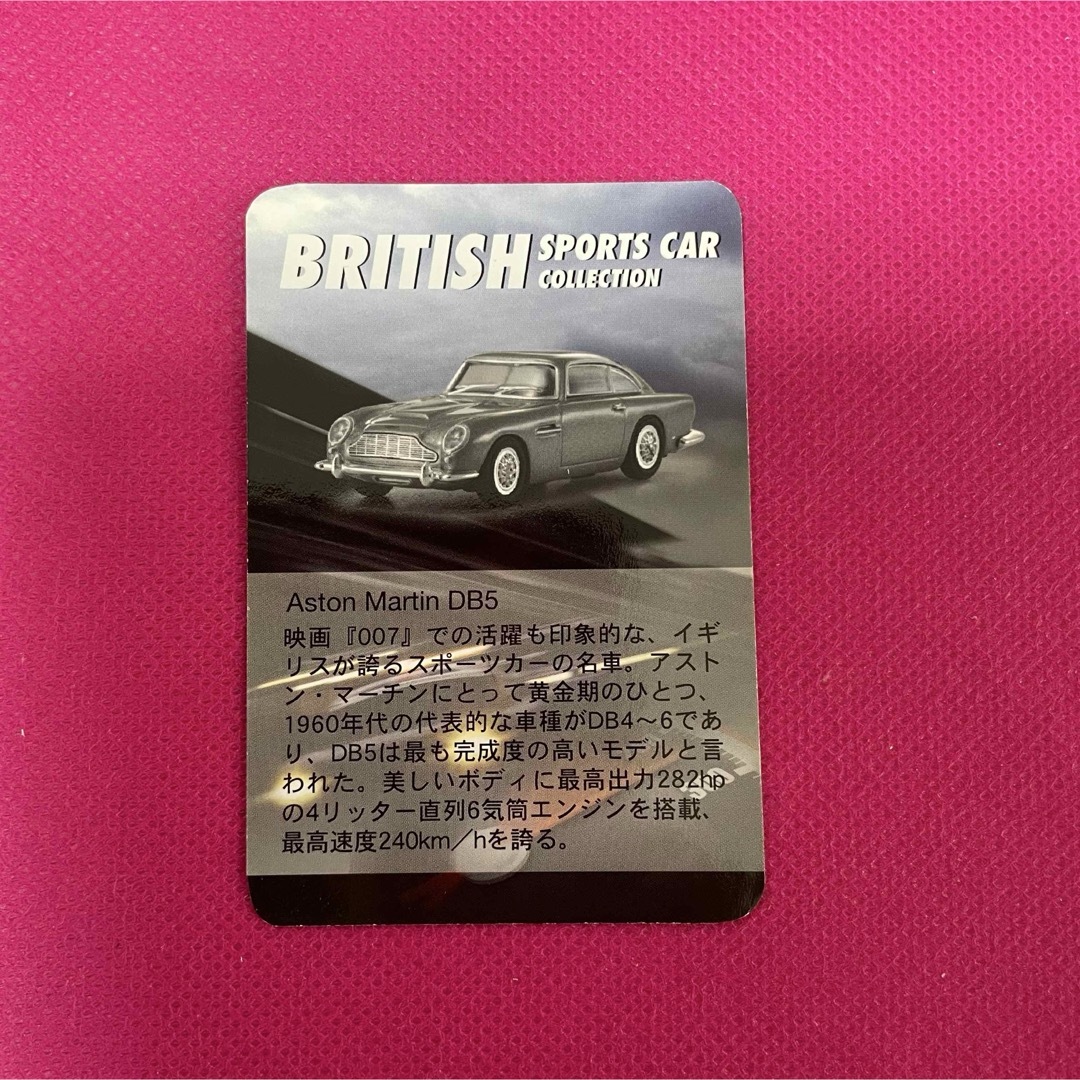 BRITISH SPORTS CAR
COLLECTION
Aston Martin DB5
映画『007』での活躍も印象的な、イギ
リスが誇るスポーツカーの名車。アスト
ン・マーチンにとって黄金期のひとつ、
1960年代の代表的な車種がDB4〜6であ
り、DB5は最も完成度の高いモデルと言
われた。美しいボディに最高出力282hp
の4リッター直列6気筒エンジンを搭載、
最高速度240km／hを誇る。